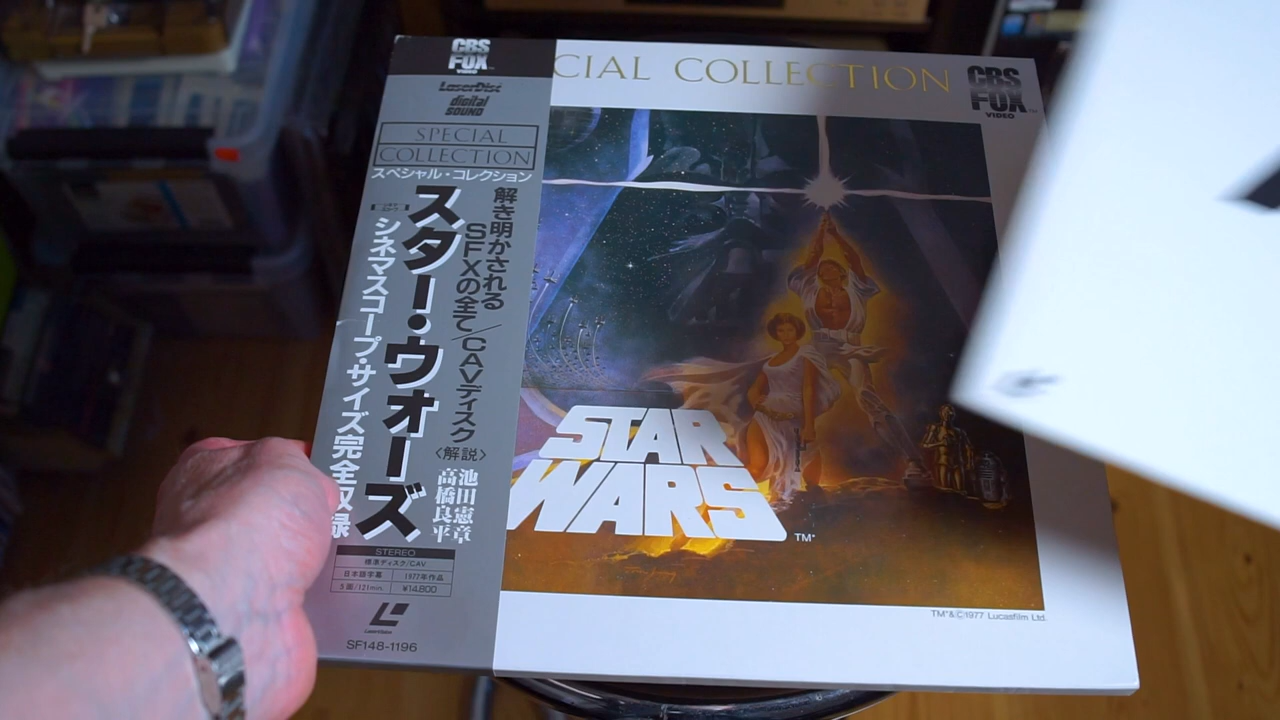 CBS
FOX
VIDEO
LaserDisc
digital
SOUND
SPECIAL
COLLECTION
スペシャル・コレクション
解き明かされる
SFXの全て/CAVディスク
〈解説〉
池田憲章
高橋良平
スター・ウォーズ
シネマスコープ・サイズ完全収録
STEREO
標準ディスク/CAV
日本語字幕
1977年作品
5面/121min.
¥14,800
LaserVision
SF148-1196
CIAL COLLECTION
CBS
FOX
VIDEO
STAR
WARS
TM*
TM*&©1977 Lucasfilm Ltd.